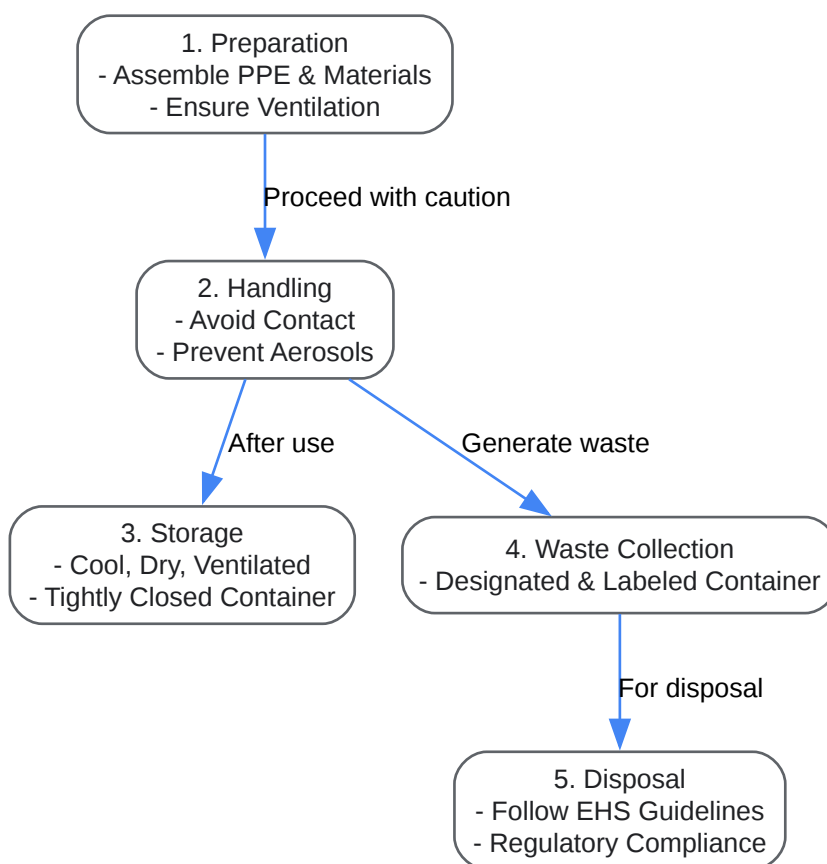 1. Preparation
- Assemble PPE & Materials
- Ensure Ventilation
Proceed with caution
2. Handling
- Avoid Contact
- Prevent Aerosols
After use
Generate waste
3. Storage
- Cool, Dry, Ventilated
- Tightly Closed Container
4. Waste Collection
- Designated & Labeled Container
For disposal
5. Disposal
- Follow EHS Guidelines
- Regulatory Compliance